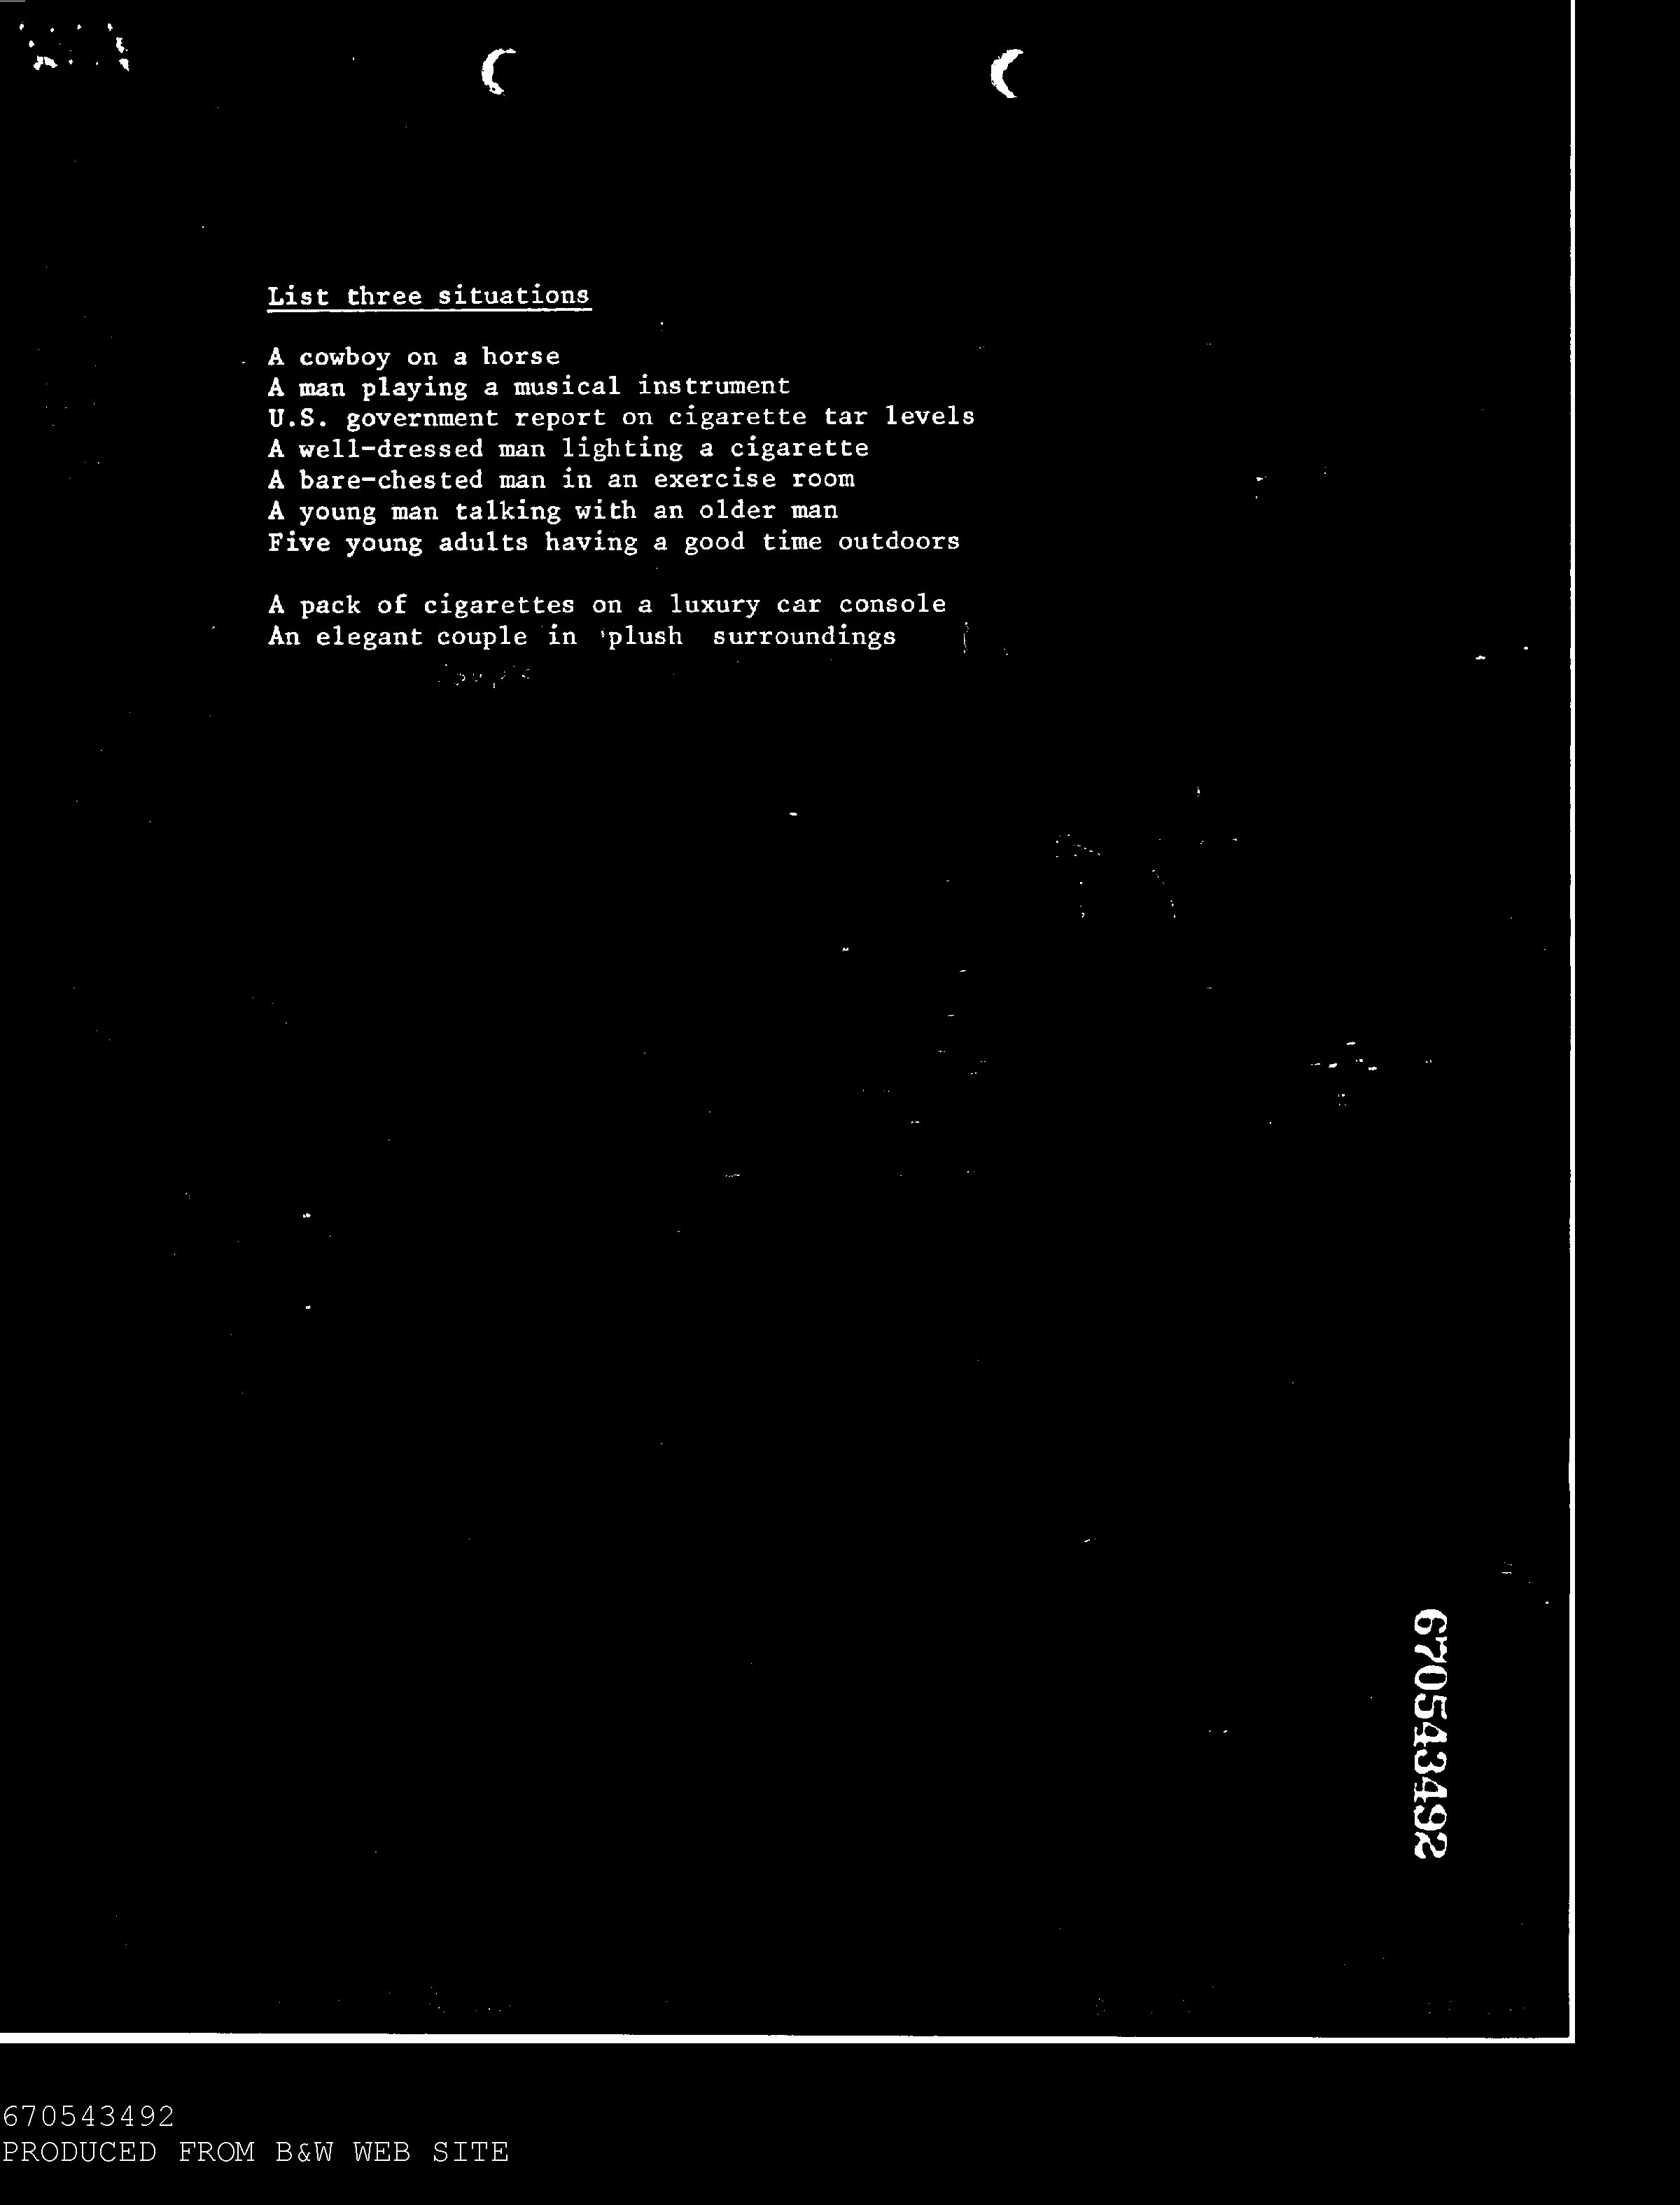 List three situations
A cowboy on a horse
A man playing a musical instrument
U.S. government report on cigarette tar levels
A well-dressed man lighting a cigarette
A bare-chested man in an exercise room
A young man talking with an older man
Five young adults having a good time outdoors
A pack of cigarettes on a luxury car console
An elegant couple in plush surroundings
670543492
670543492
PRODUCED FROM B&W WEB SITE